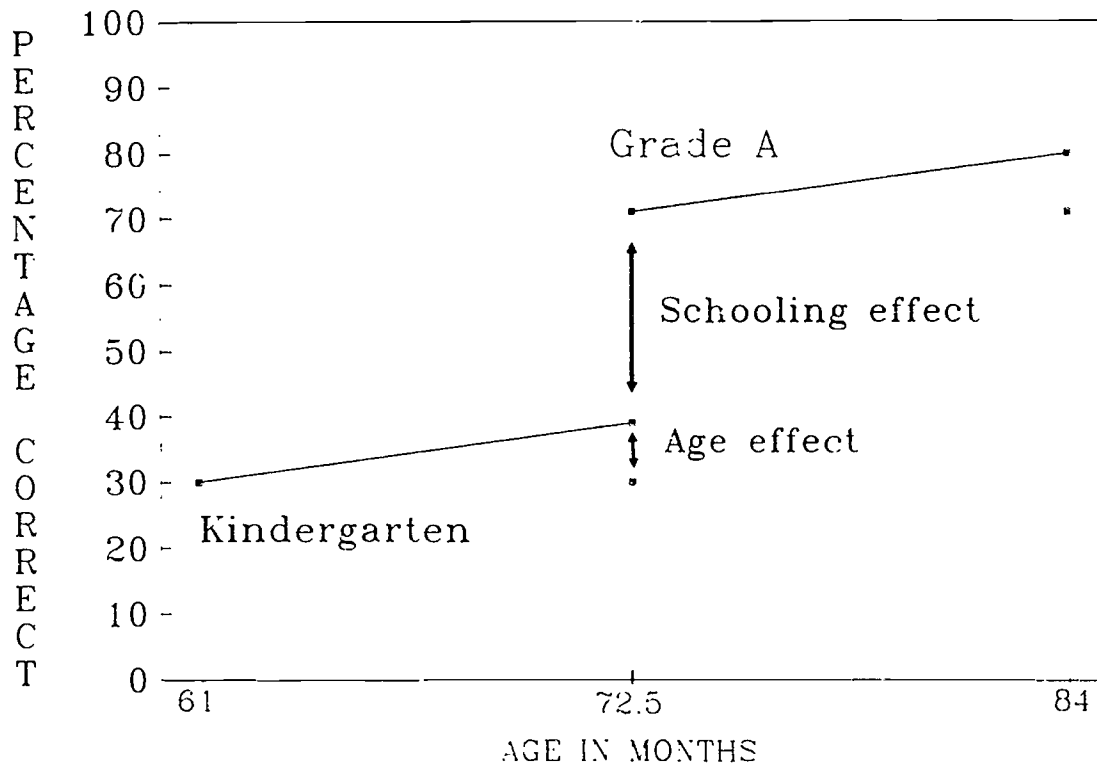 PERCENTAGE CORRECT
100
90
80
70
60
50
40
30
20
10
0
Grade A
Schooling effect
Age effect
Kindergarten
61 72.5 84
AGE IN MONTHS